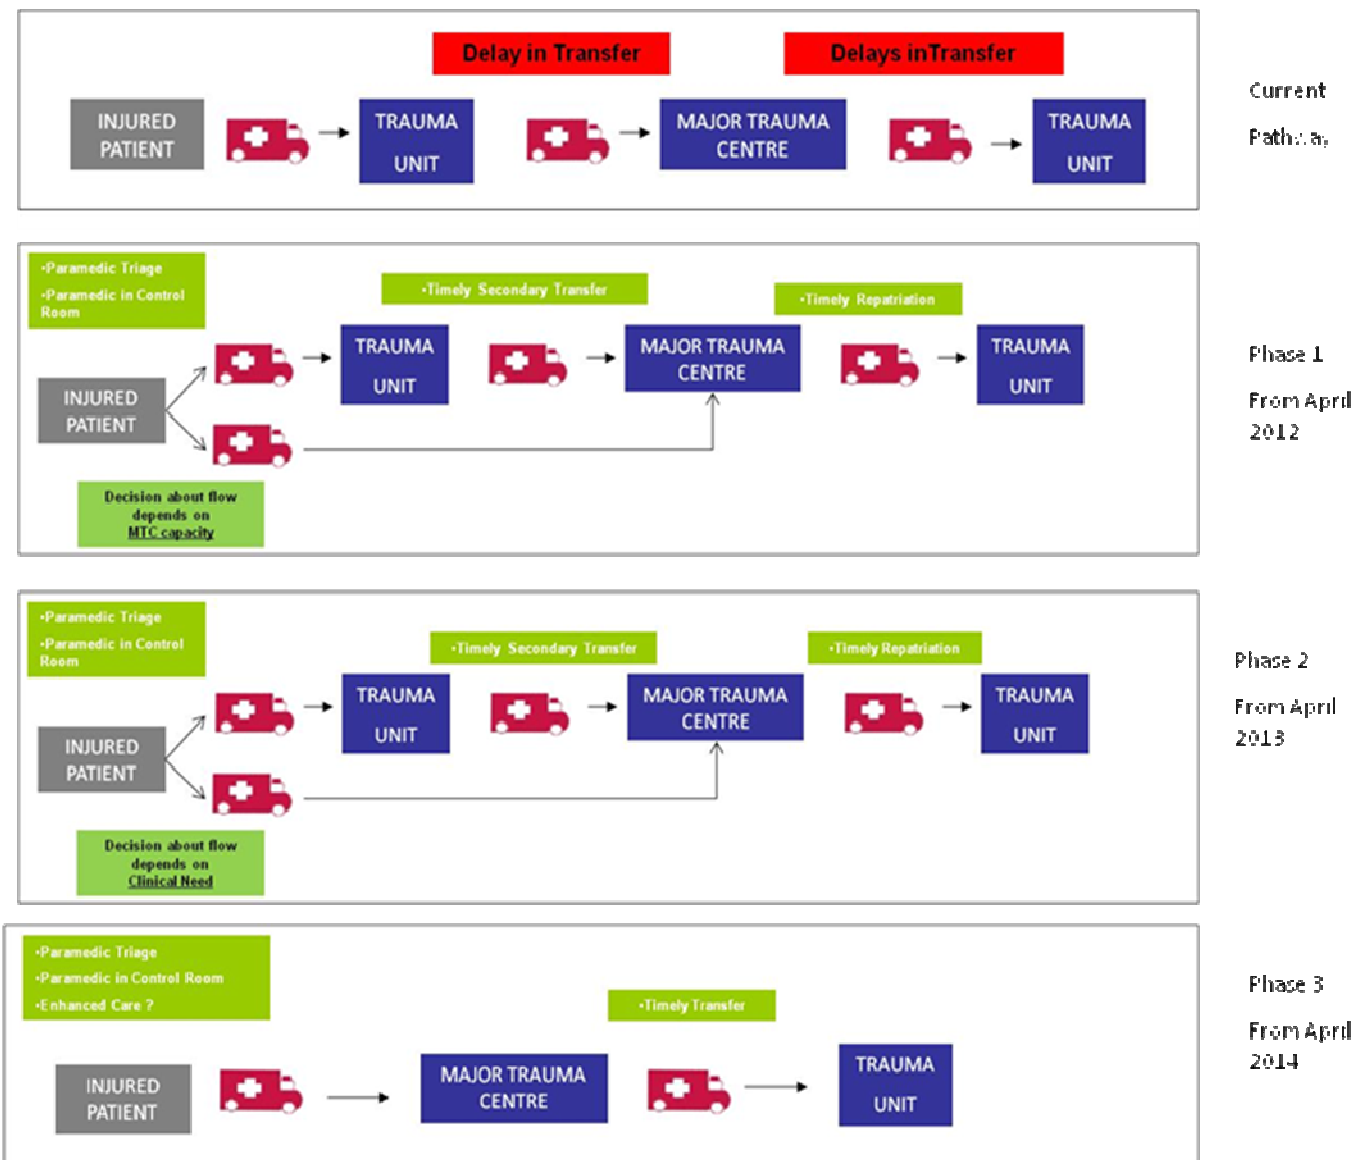 Delay in Transfer
Delays inTransfer
INJURED
PATIENT
TRAUMA
UNIT
MAJOR TRAUMA
CENTRE
TRAUMA
UNIT
Current
Pathway
•Paramedic Triage
•Paramedic in Control
Room
•Timely Secondary Transfer
•Timely Repatriation
INJURED
PATIENT
TRAUMA
UNIT
MAJOR TRAUMA
CENTRE
TRAUMA
UNIT
Decision about flow
depends on
MTC capacity
Phase 1
From April
2012
•Paramedic Triage
•Paramedic in Control
Room
•Timely Secondary Transfer
•Timely Repatriation
INJURED
PATIENT
TRAUMA
UNIT
MAJOR TRAUMA
CENTRE
TRAUMA
UNIT
Decision about flow
depends on
Clinical Need
Phase 2
From April
2013
•Paramedic Triage
•Paramedic in Control Room
•Enhanced Care ?
•Timely Transfer
INJURED
PATIENT
MAJOR TRAUMA
CENTRE
TRAUMA
UNIT
Phase 3
From April
2014